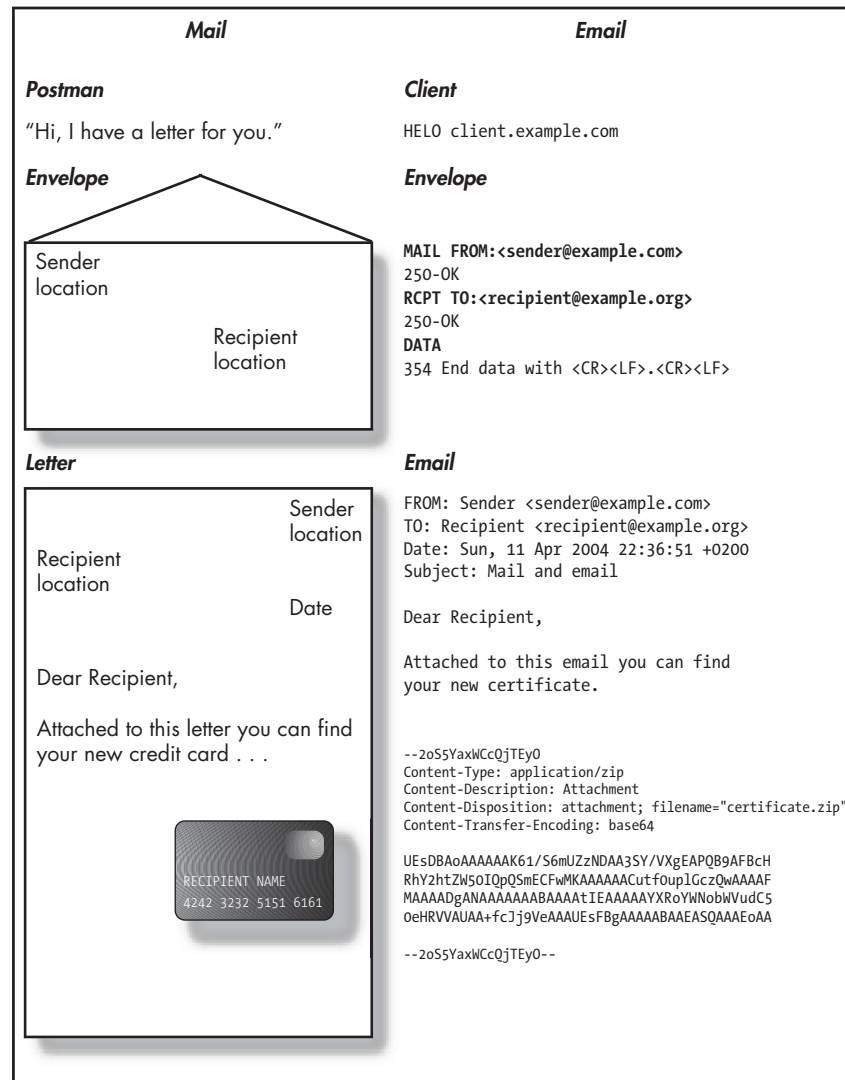 Mail
Email
Postman
Client
“Hi, I have a letter for you.”
HELO client.example.com
Envelope
Envelope
Sender
location
Recipient
location
MAIL FROM:<sender@example.com>
250-OK
RCPT TO:<recipient@example.org>
250-OK
DATA
354 End data with <CR><LF>.<CR><LF>
Letter
Email
Sender
location
Recipient
location
Date
Dear Recipient,
Attached to this letter you can find
your new credit card . . .
RECIPIENT NAME
4242 3232 5151 6161
FROM: Sender <sender@example.com>
TO: Recipient <recipient@example.org>
Date: Sun, 11 Apr 2004 22:36:51 +0200
Subject: Mail and email
Dear Recipient,
Attached to this email you can find
your new certificate.
--2oS5YaxWCcQjTEyO
Content-Type: application/zip
Content-Description: Attachment
Content-Disposition: attachment; filename="certificate.zip"
Content-Transfer-Encoding: base64
UEsDBAoAAAAAAK61/S6mUZzNDAA3SY/VXgEAPQB9AFBcH
RhY2htZW50IQpQSmECFwMKAAAAAACutfOuplGczQwAAAAF
MAAAADgANAAAAAAABAAAAtIEAAAAAYXRoYWNobWVudC5
0eHRVVAUAA+fcJj9VeAAAUEsFBgAAAAABAAEASQAAAEoAA
--2oS5YaxWCcQjTEyO--